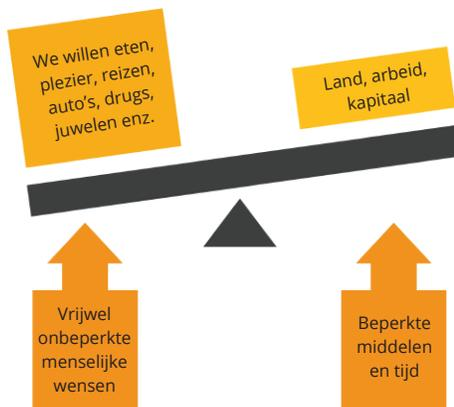 We willen eten,
plezier, reizen,
auto's, drugs,
juwelen enz.
Land, arbeid,
kapitaal
Vrijwel
onbeperkte
menselijke
wensen
Beperkte
middelen
en tijd